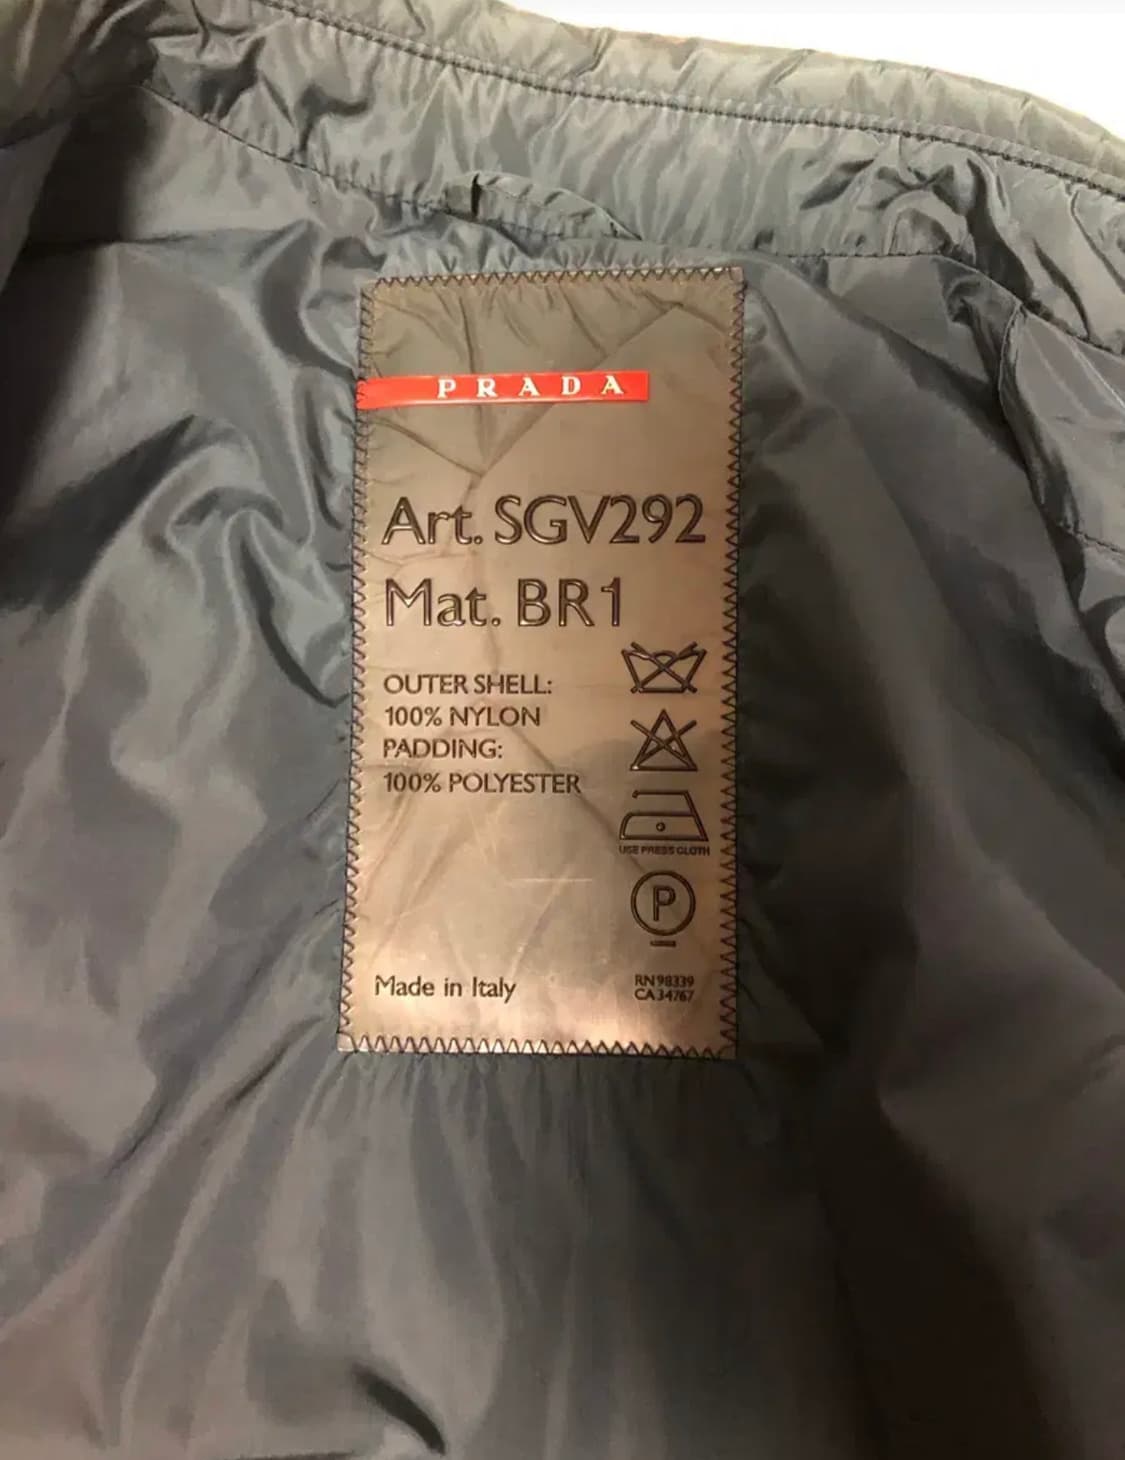 PRADA
Art. SGV292
Mat. BR1
OUTER SHELL:
100% NYLON
PADDING:
100% POLYESTER
USE PRESS CLOTH
P
Made in Italy
RN 98339
CA 34767